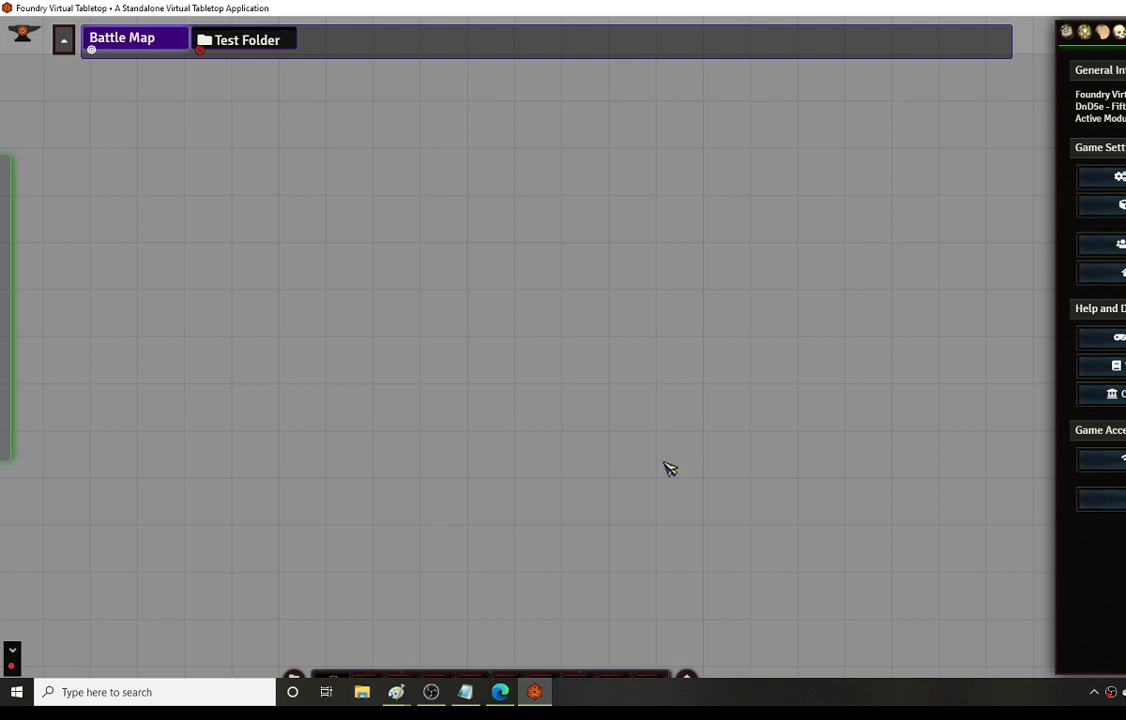 Foundry Virtual Tabletop • A Standalone Virtual Tabletop Application
Battle Map
Test Folder
General In
Foundry Virt
DnD5e - Fift
Active Modu
Game Sett
Help and D
Game Acce
Type here to search